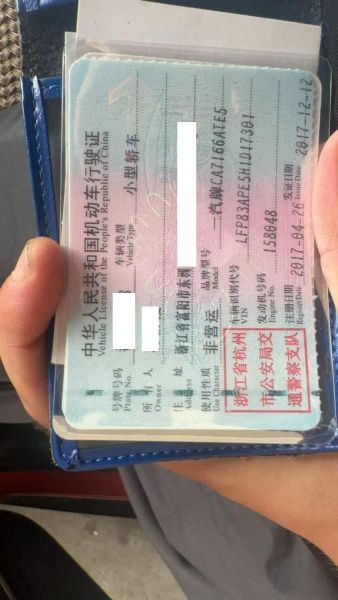 中华人民共和国机动车行驶证
Vehicle License of the People's Republic of China
号牌号码
Plate No.
车辆类型
Vehicle Type
小型轿车
所有人
Owner
住址
Address
浙江省富阳市东洲
使用性质
Use Character
非营运
品牌型号
Model
一汽牌CA7166ATE5
车辆识别代号
VIN
LFP83APE5H1D17301
发动机号码
Engine No.
158048
注册日期
Register Date
2017-04-26
发证日期
2017-12-12
浙江省杭州
市公安局交
通警察支队